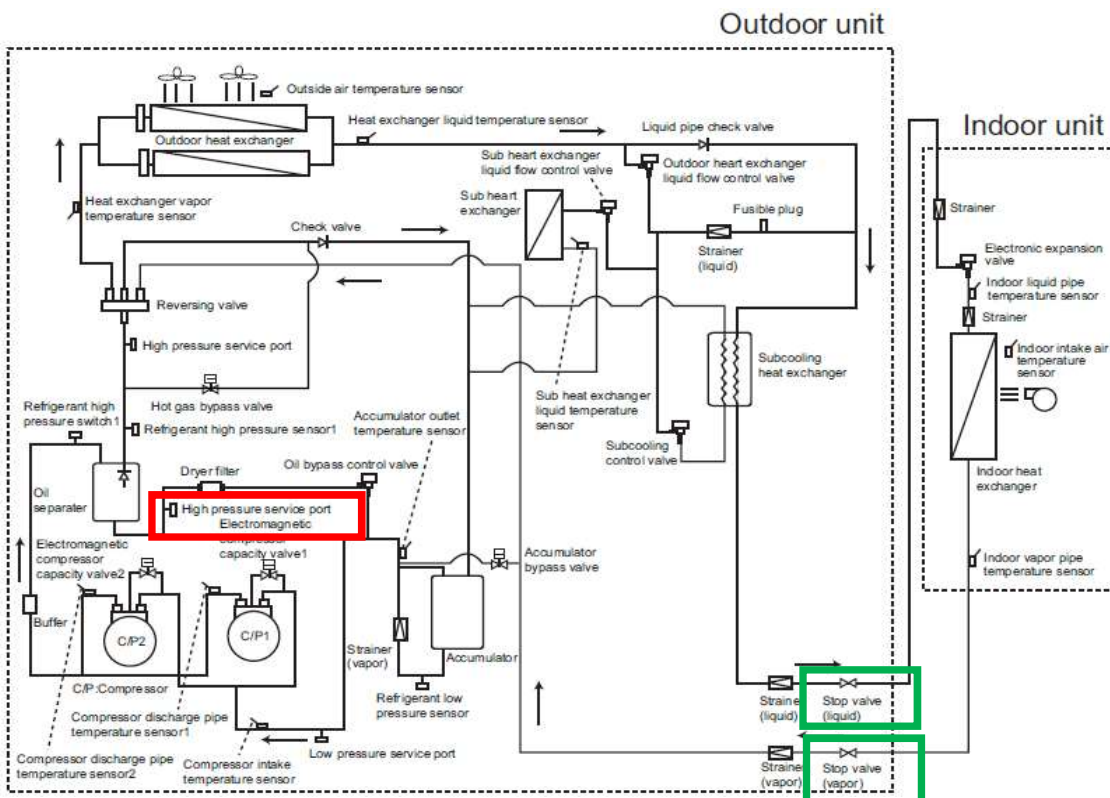 Outdoor unit
Indoor unit
Outside air temperature sensor
Outdoor heat exchanger
Heat exchanger liquid temperature sensor
Liquid pipe check valve
Sub heart exchanger
liquid flow control valve
Outdoor heart exchanger
liquid flow control valve
Sub heart
exchanger
Heat exchanger vapor
temperature sensor
Check valve
Fusible plug
Strainer
(liquid)
Strainer
Electronic expansion
valve
Indoor liquid pipe
temperature sensor
Strainer
Reversing valve
High pressure service port
Indoor intake air
temperature
sensor
Subcooling
heat exchanger
Hot gas bypass valve
Refrigerant high
pressure switch1
Refrigerant high pressure sensor1
Accumulator outlet
temperature sensor
Sub heat exchanger
liquid temperature
sensor
Subcooling
control valve
Dryer filter
Oil bypass control valve
Indoor heat
exchanger
Oil
separater
High pressure service port
Electromagnetic
compressor
capacity valve1
Electromagnetic
compressor
capacity valve2
Accumulator
bypass valve
Indoor vapor pipe
temperature sensor
Buffer
C/P2
C/P1
Strainer
(vapor)
Accumulator
C/P:Compressor
Refrigerant low
pressure sensor
Compressor discharge pipe
temperature sensor1
Strainer
(liquid)
Stop valve
(liquid)
Compressor discharge pipe
temperature sensor2
Compressor intake
temperature sensor
Low pressure service port
Strainer
(vapor)
Stop valve
(vapor)